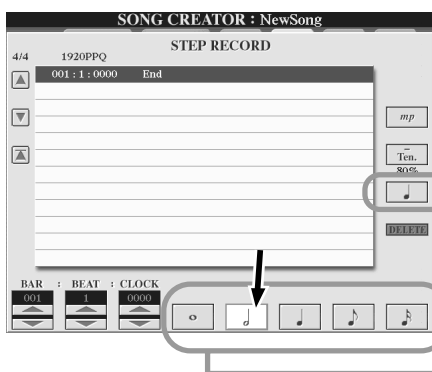 SONG CREATOR : NewSong
STEP RECORD
4/4 1920PPQ
001 : 1 : 0000 End
mp
Ten.
80%
DELETE
BAR : BEAT : CLOCK
001 1 0000